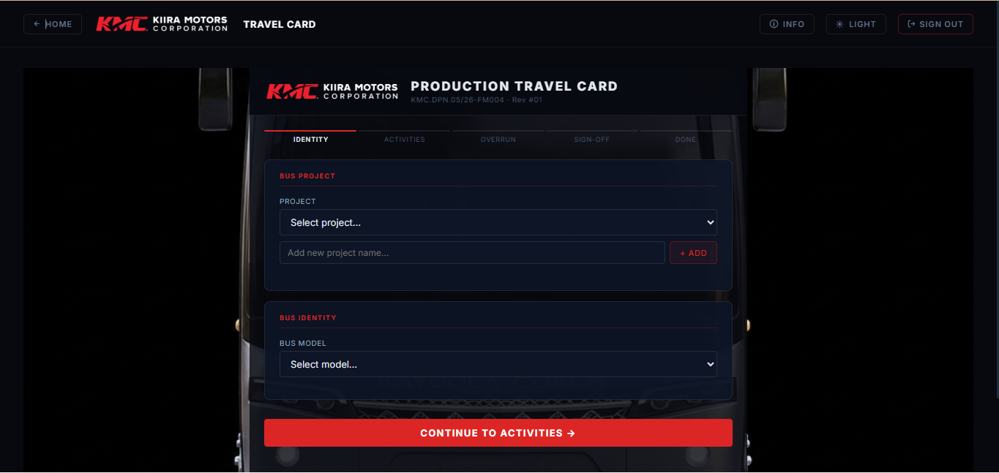 ← HOME
KMC KIIRA MOTORS CORPORATION
TRAVEL CARD
INFO
LIGHT
SIGN OUT
KMC KIIRA MOTORS CORPORATION
PRODUCTION TRAVEL CARD
KMC.DPN.05/26-FM004 · Rev #01
IDENTITY
ACTIVITIES
OVERRUN
SIGN-OFF
DONE
BUS PROJECT
PROJECT
Select project...
Add new project name...
+ ADD
BUS IDENTITY
BUS MODEL
Select model...
CONTINUE TO ACTIVITIES →